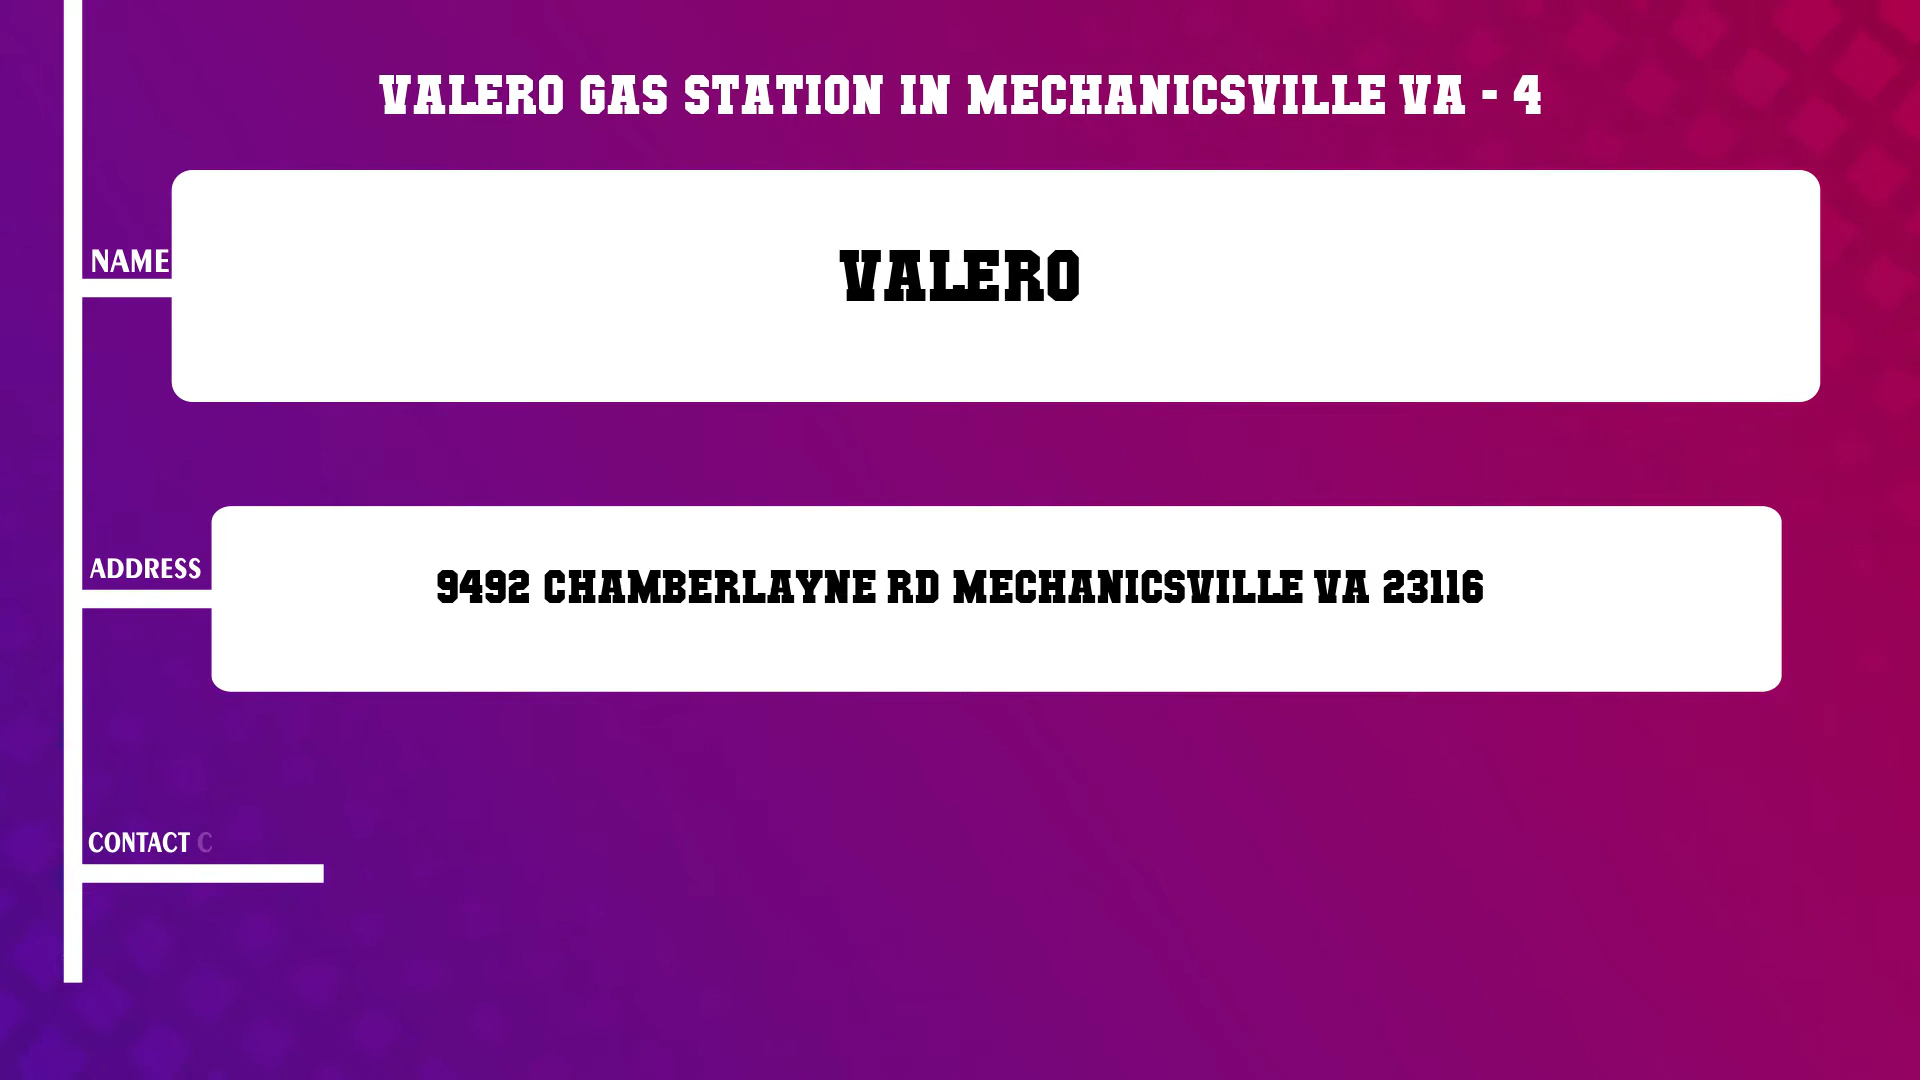 VALERO GAS STATION IN MECHANICSVILLE VA - 4
NAME
VALERO
ADDRESS
9492 CHAMBERLAYNE RD MECHANICSVILLE VA 23116
CONTACT C